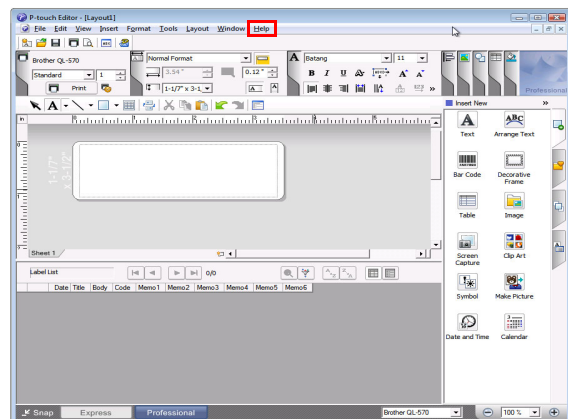 P-touch Editor - [Layout1]
File Edit View Insert Format Tools Layout Window Help
Brother QL-570
Standard 1
Print
Normal Format
3.54" 0.12"
1-1/7" x 3-1
A Batang 11
B I U
Professional
Insert New »
Text Arrange Text
Bar Code Decorative Frame
Table Image
Screen Capture Clip Art
Symbol Make Picture
Date and Time Calendar
1-1/7"
x 3-1/2"
Sheet 1
Label List 0/0
Date Title Body Code Memo1 Memo2 Memo3 Memo4 Memo5 Memo6
Snap Express Professional Brother QL-570 100 %